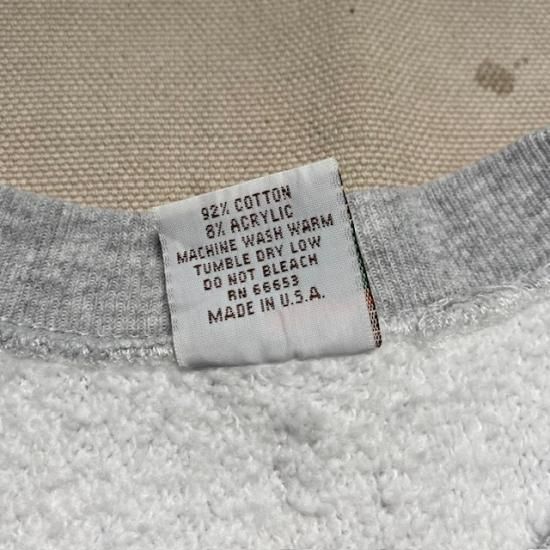 92% COTTON
8% ACRYLIC
MACHINE WASH WARM
TUMBLE DRY LOW
DO NOT BLEACH
RN 66653
MADE IN U.S.A.